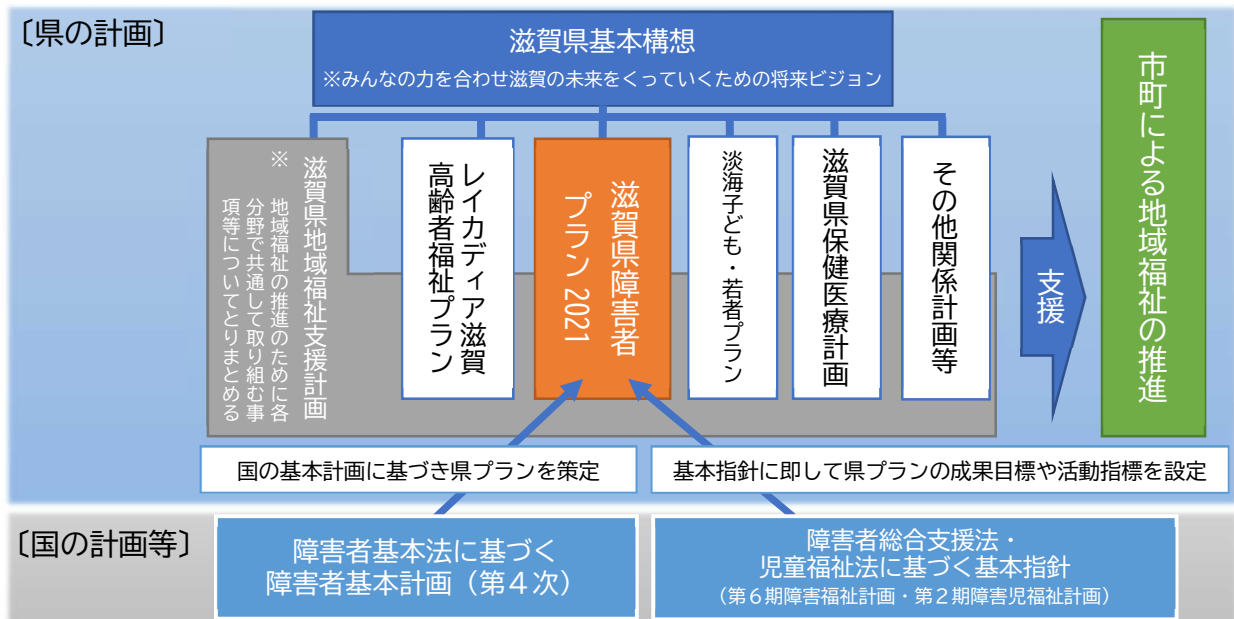 〔県の計画〕
滋賀県基本構想
※みんなの力を合わせ滋賀の未来をくっていくための将来ビジョン
滋賀県地域福祉支援計画
※ 地域福祉の推進のために各
分野で共通して取り組む事
項等についてとりまとめる
レイカディア滋賀
高齢者福祉プラン
滋賀県障害者
プラン 2021
淡海子ども・若者プラン
滋賀県保健医療計画
その他関係計画等
支援
市町による地域福祉の推進
国の基本計画に基づき県プランを策定
基本指針に即して県プランの成果目標や活動指標を設定
〔国の計画等〕
障害者基本法に基づく
障害者基本計画（第４次）
障害者総合支援法・
児童福祉法に基づく基本指針
（第６期障害福祉計画・第２期障害児福祉計画）